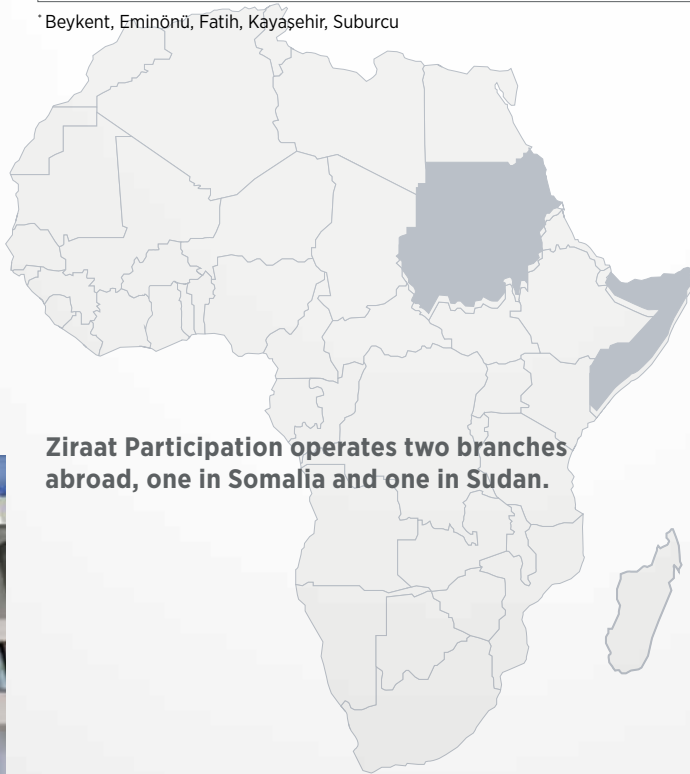 * Beykent, Eminönü, Fatih, Kayaşehir, Suburcu
Ziraat Participation operates two branches
abroad, one in Somalia and one in Sudan.